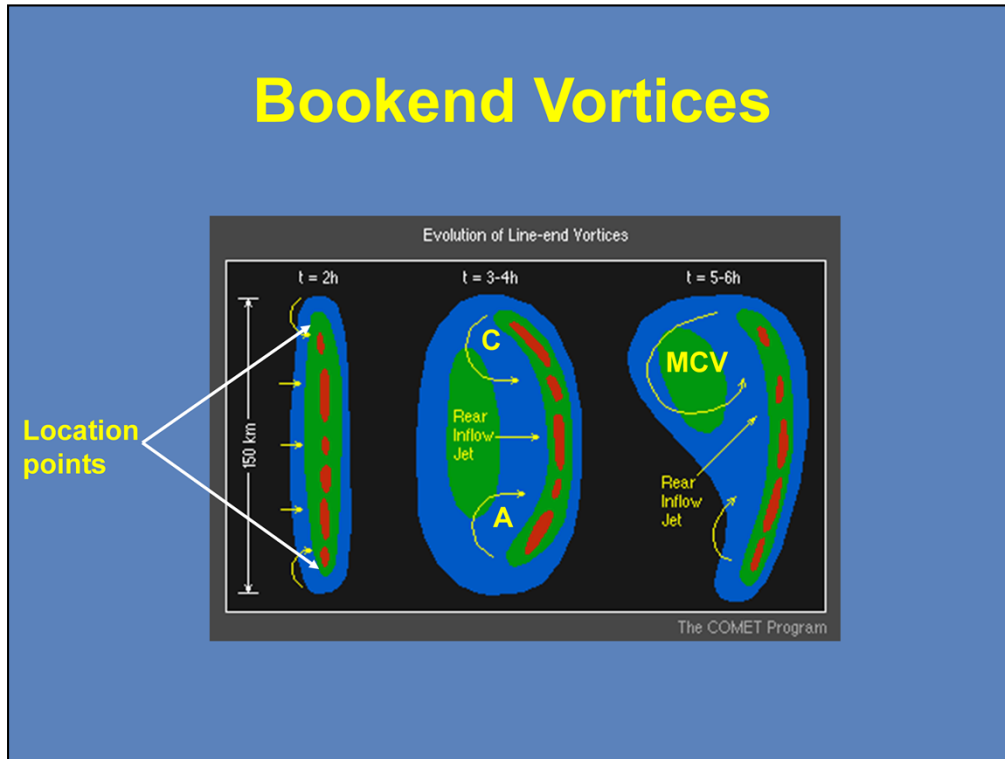 Bookend Vortices
Evolution of Line-end Vortices
t = 2h
t = 3-4h
t = 5-6h
C
MCV
Location
points
150 km
Rear
Inflow
Jet
A
Rear
Inflow
Jet
The COMET Program